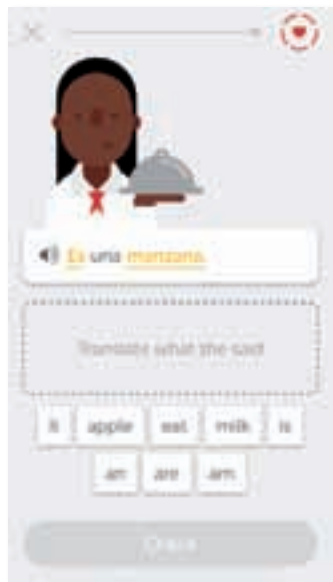 Es una manzana.
Translate what she said
it apple eat milk is
an are am
Check